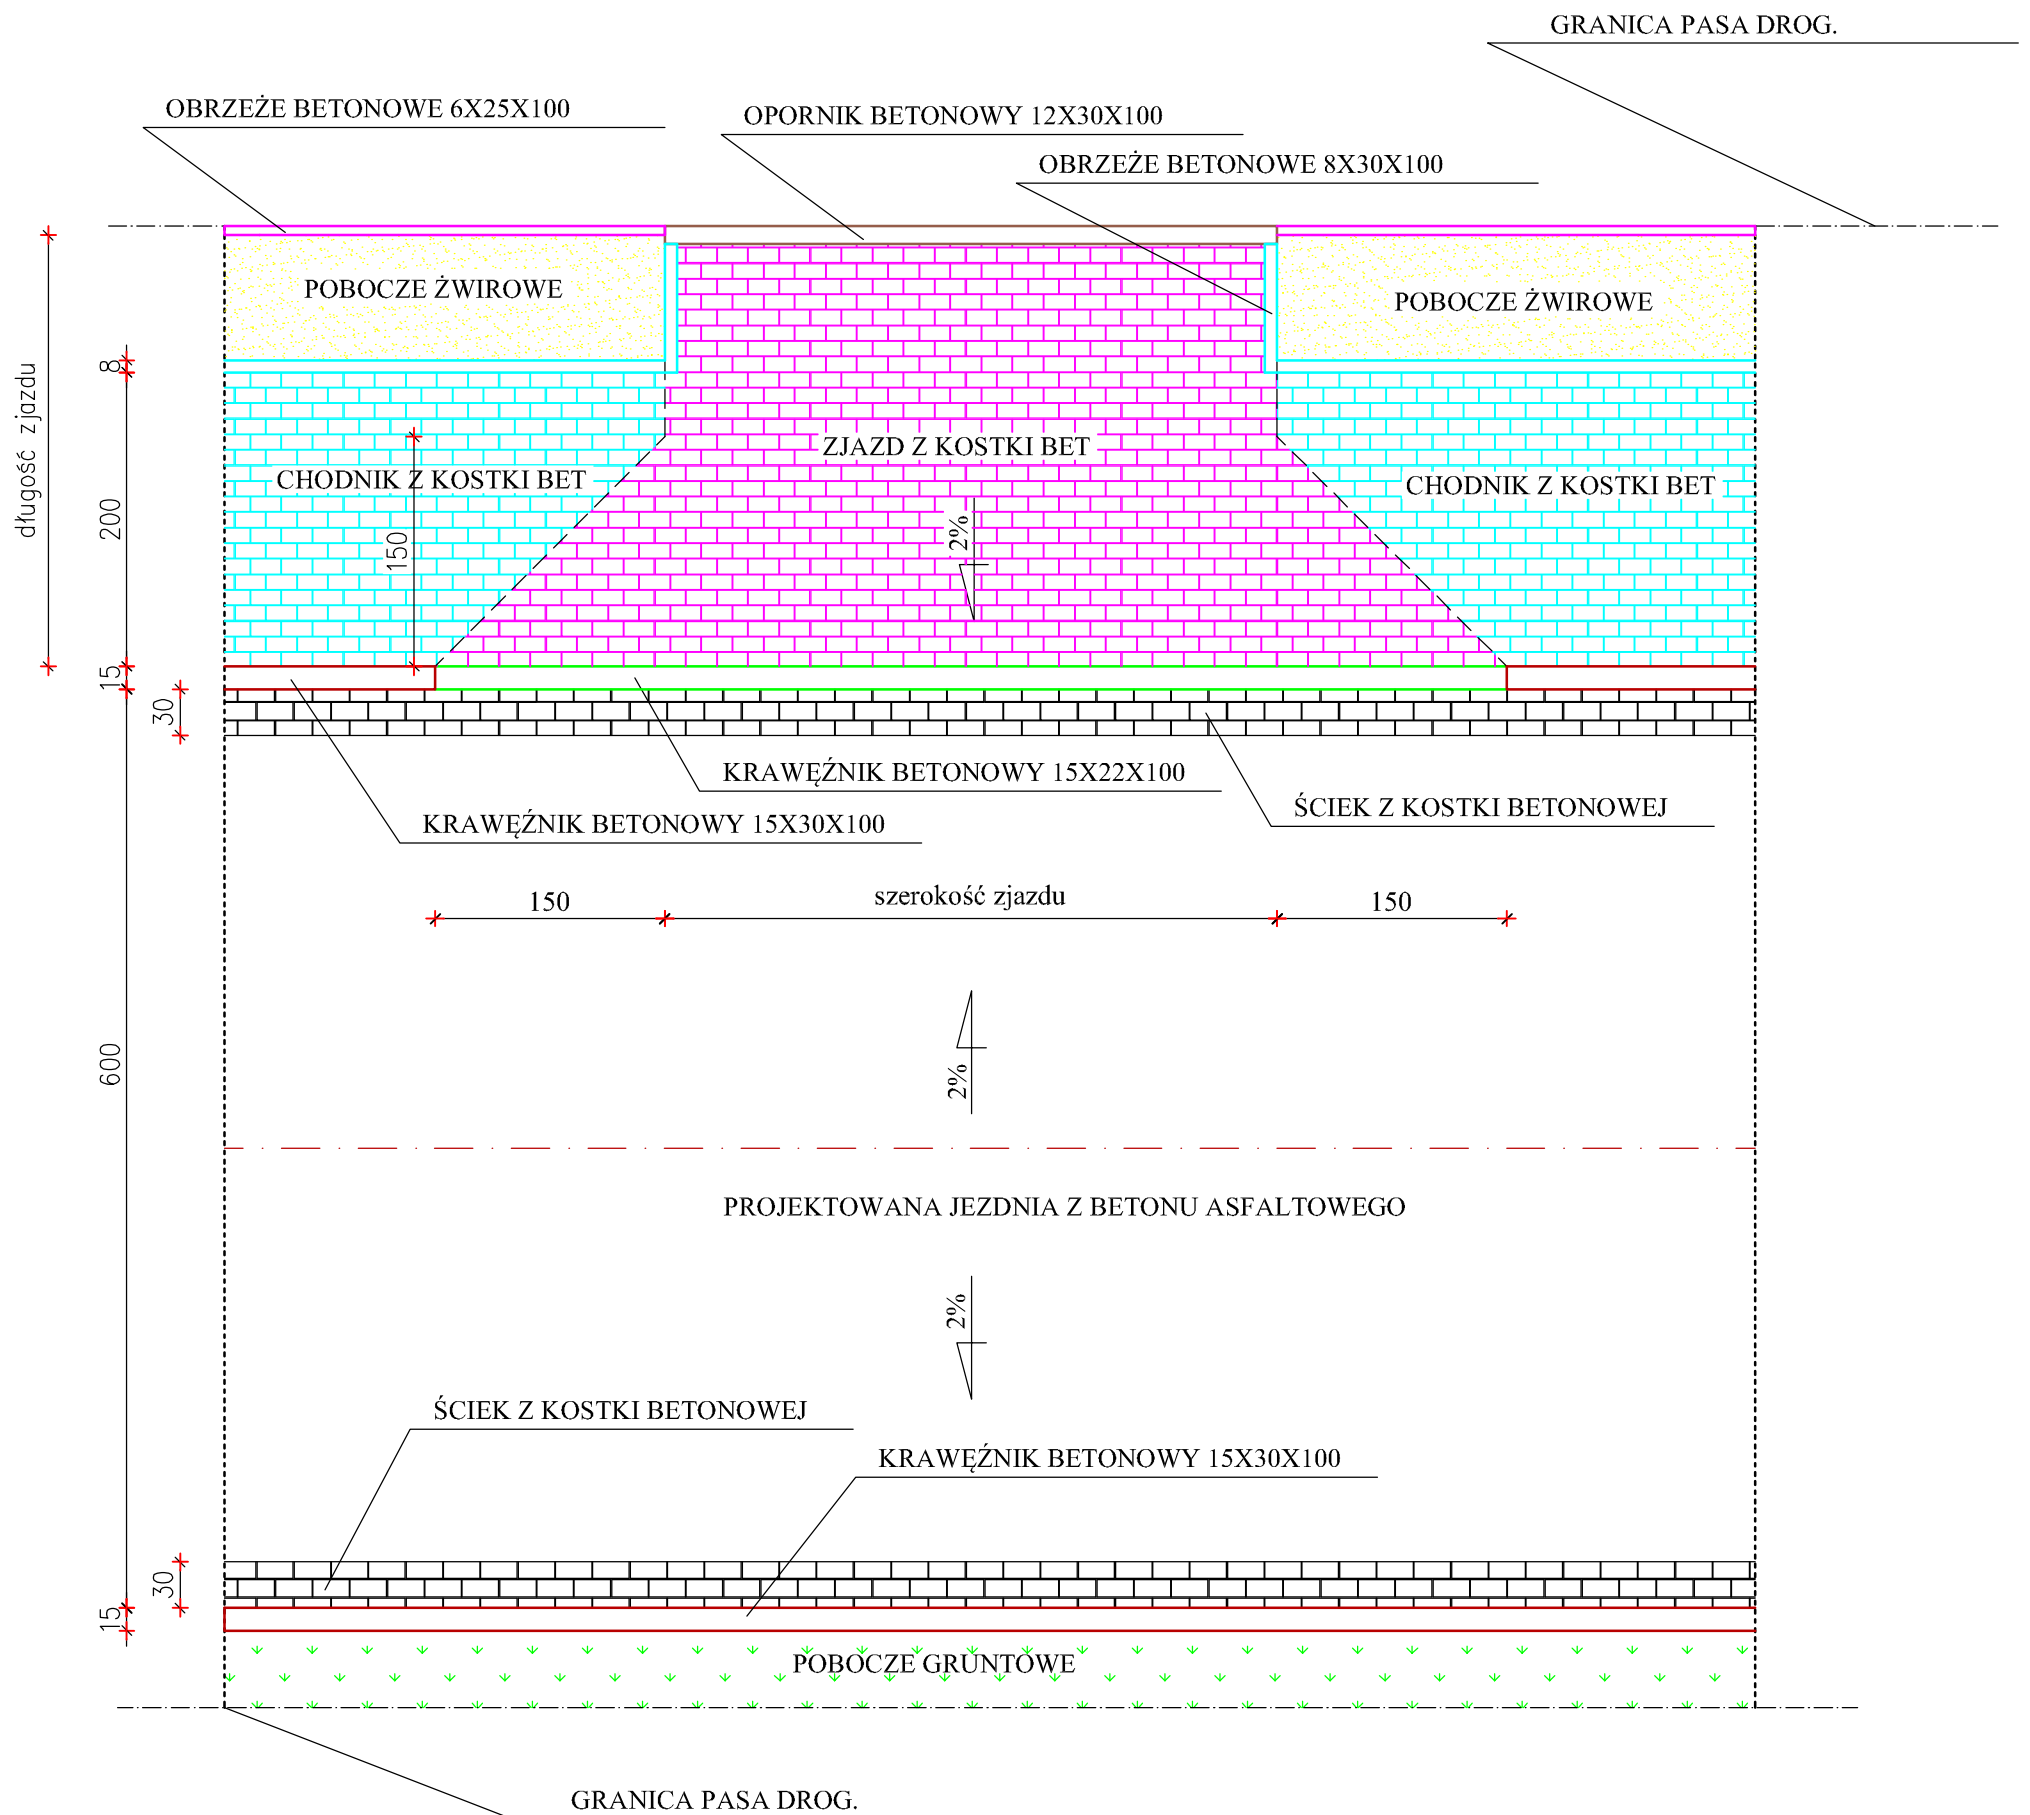 GRANICA PASA DROG.
OBRZEŻE BETONOWE 6X25X100
OPORNIK BETONOWY 12X30X100
OBRZEŻE BETONOWE 8X30X100
POBOCZE ŻWIROWE
POBOCZE ŻWIROWE
8
długość zjazdu
ZJAZD Z KOSTKI BET
CHODNIK Z KOSTKI BET
CHODNIK Z KOSTKI BET
200
150
2%
15
30
KRAWĘŹNIK BETONOWY 15X22X100
ŚCIEK Z KOSTKI BETONOWEJ
KRAWĘŹNIK BETONOWY 15X30X100
150
szerokość zjazdu
150
600
2%
PROJEKTOWANA JEZDNIA Z BETONU ASFALTOWEGO
2%
ŚCIEK Z KOSTKI BETONOWEJ
KRAWĘŹNIK BETONOWY 15X30X100
30
15
POBOCZE GRUNTOWE
GRANICA PASA DROG.